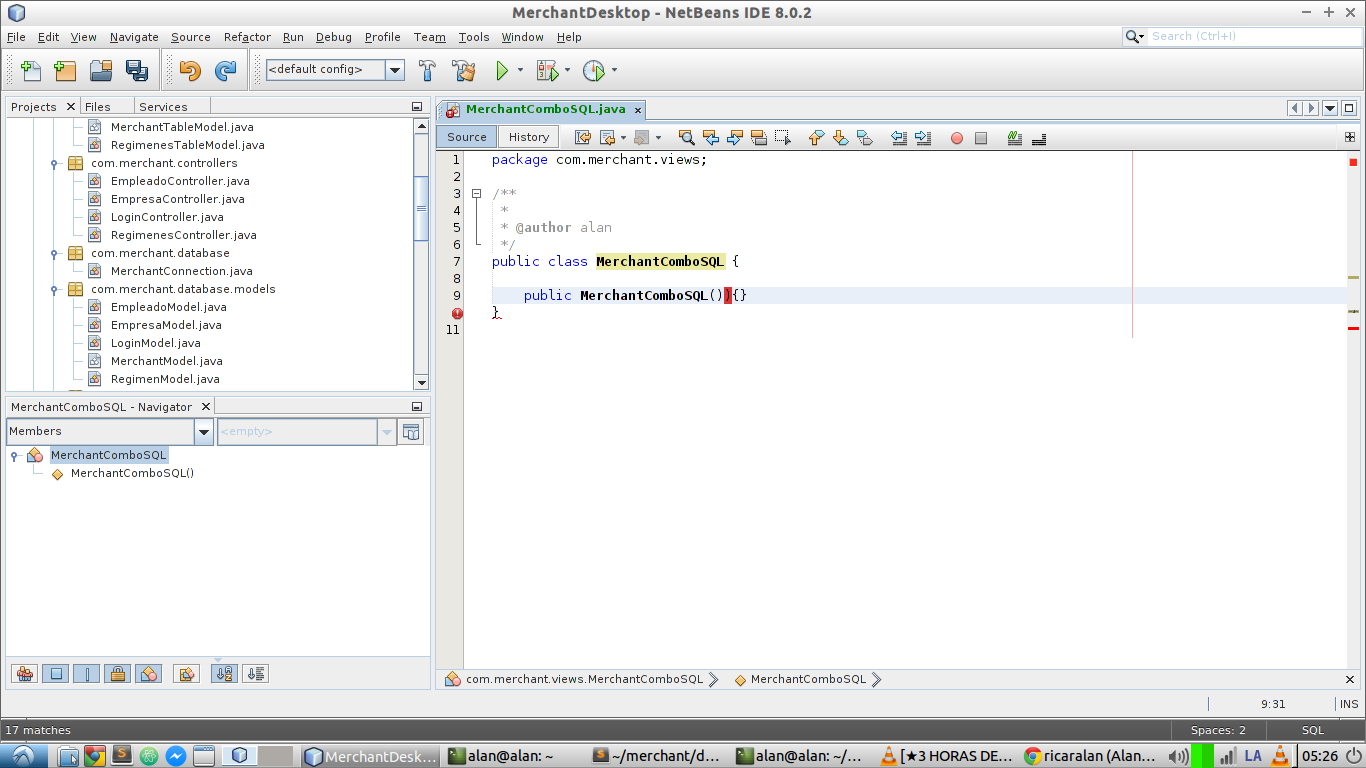 MerchantDesktop - NetBeans IDE 8.0.2
File Edit View Navigate Source Refactor Run Debug Profile Team Tools Window Help
Search (Ctrl+I)
<default config>
Projects Files Services
MerchantTableModel.java
RegimenesTableModel.java
com.merchant.controllers
EmpleadoController.java
EmpresaController.java
LoginController.java
RegimenesController.java
com.merchant.database
MerchantConnection.java
com.merchant.database.models
EmpleadoModel.java
EmpresaModel.java
LoginModel.java
MerchantModel.java
RegimenModel.java
MerchantComboSQL - Navigator
Members
<empty>
MerchantComboSQL
MerchantComboSQL()
MerchantComboSQL.java
Source History
1 package com.merchant.views;
2
3 /**
4 *
5 * @author alan
6 */
7 public class MerchantComboSQL {
8
9 public MerchantComboSQL()){}
}
11
com.merchant.views.MerchantComboSQL MerchantComboSQL
9:31 INS
17 matches Spaces: 2 SQL
MerchantDesk... alan@alan: ~ ~/merchant/d... alan@alan: ~/... [★3 HORAS DE... ricaralan (Alan... LA 05:26